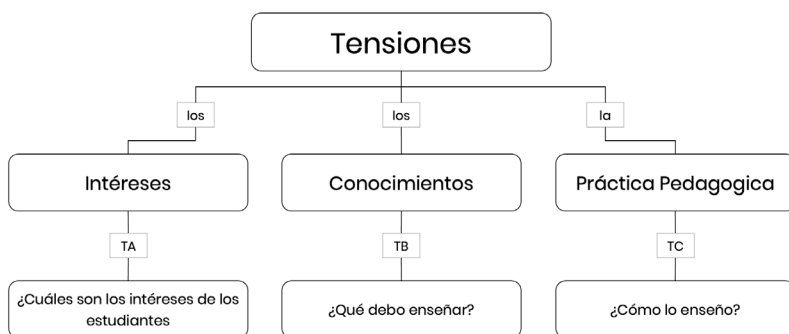 Tensiones
los
los
la
Intéreses
Conocimientos
Práctica Pedagogica
TA
TB
TC
¿Cuáles son los intéreses de los
estudiantes
¿Qué debo enseñar?
¿Cómo lo enseño?